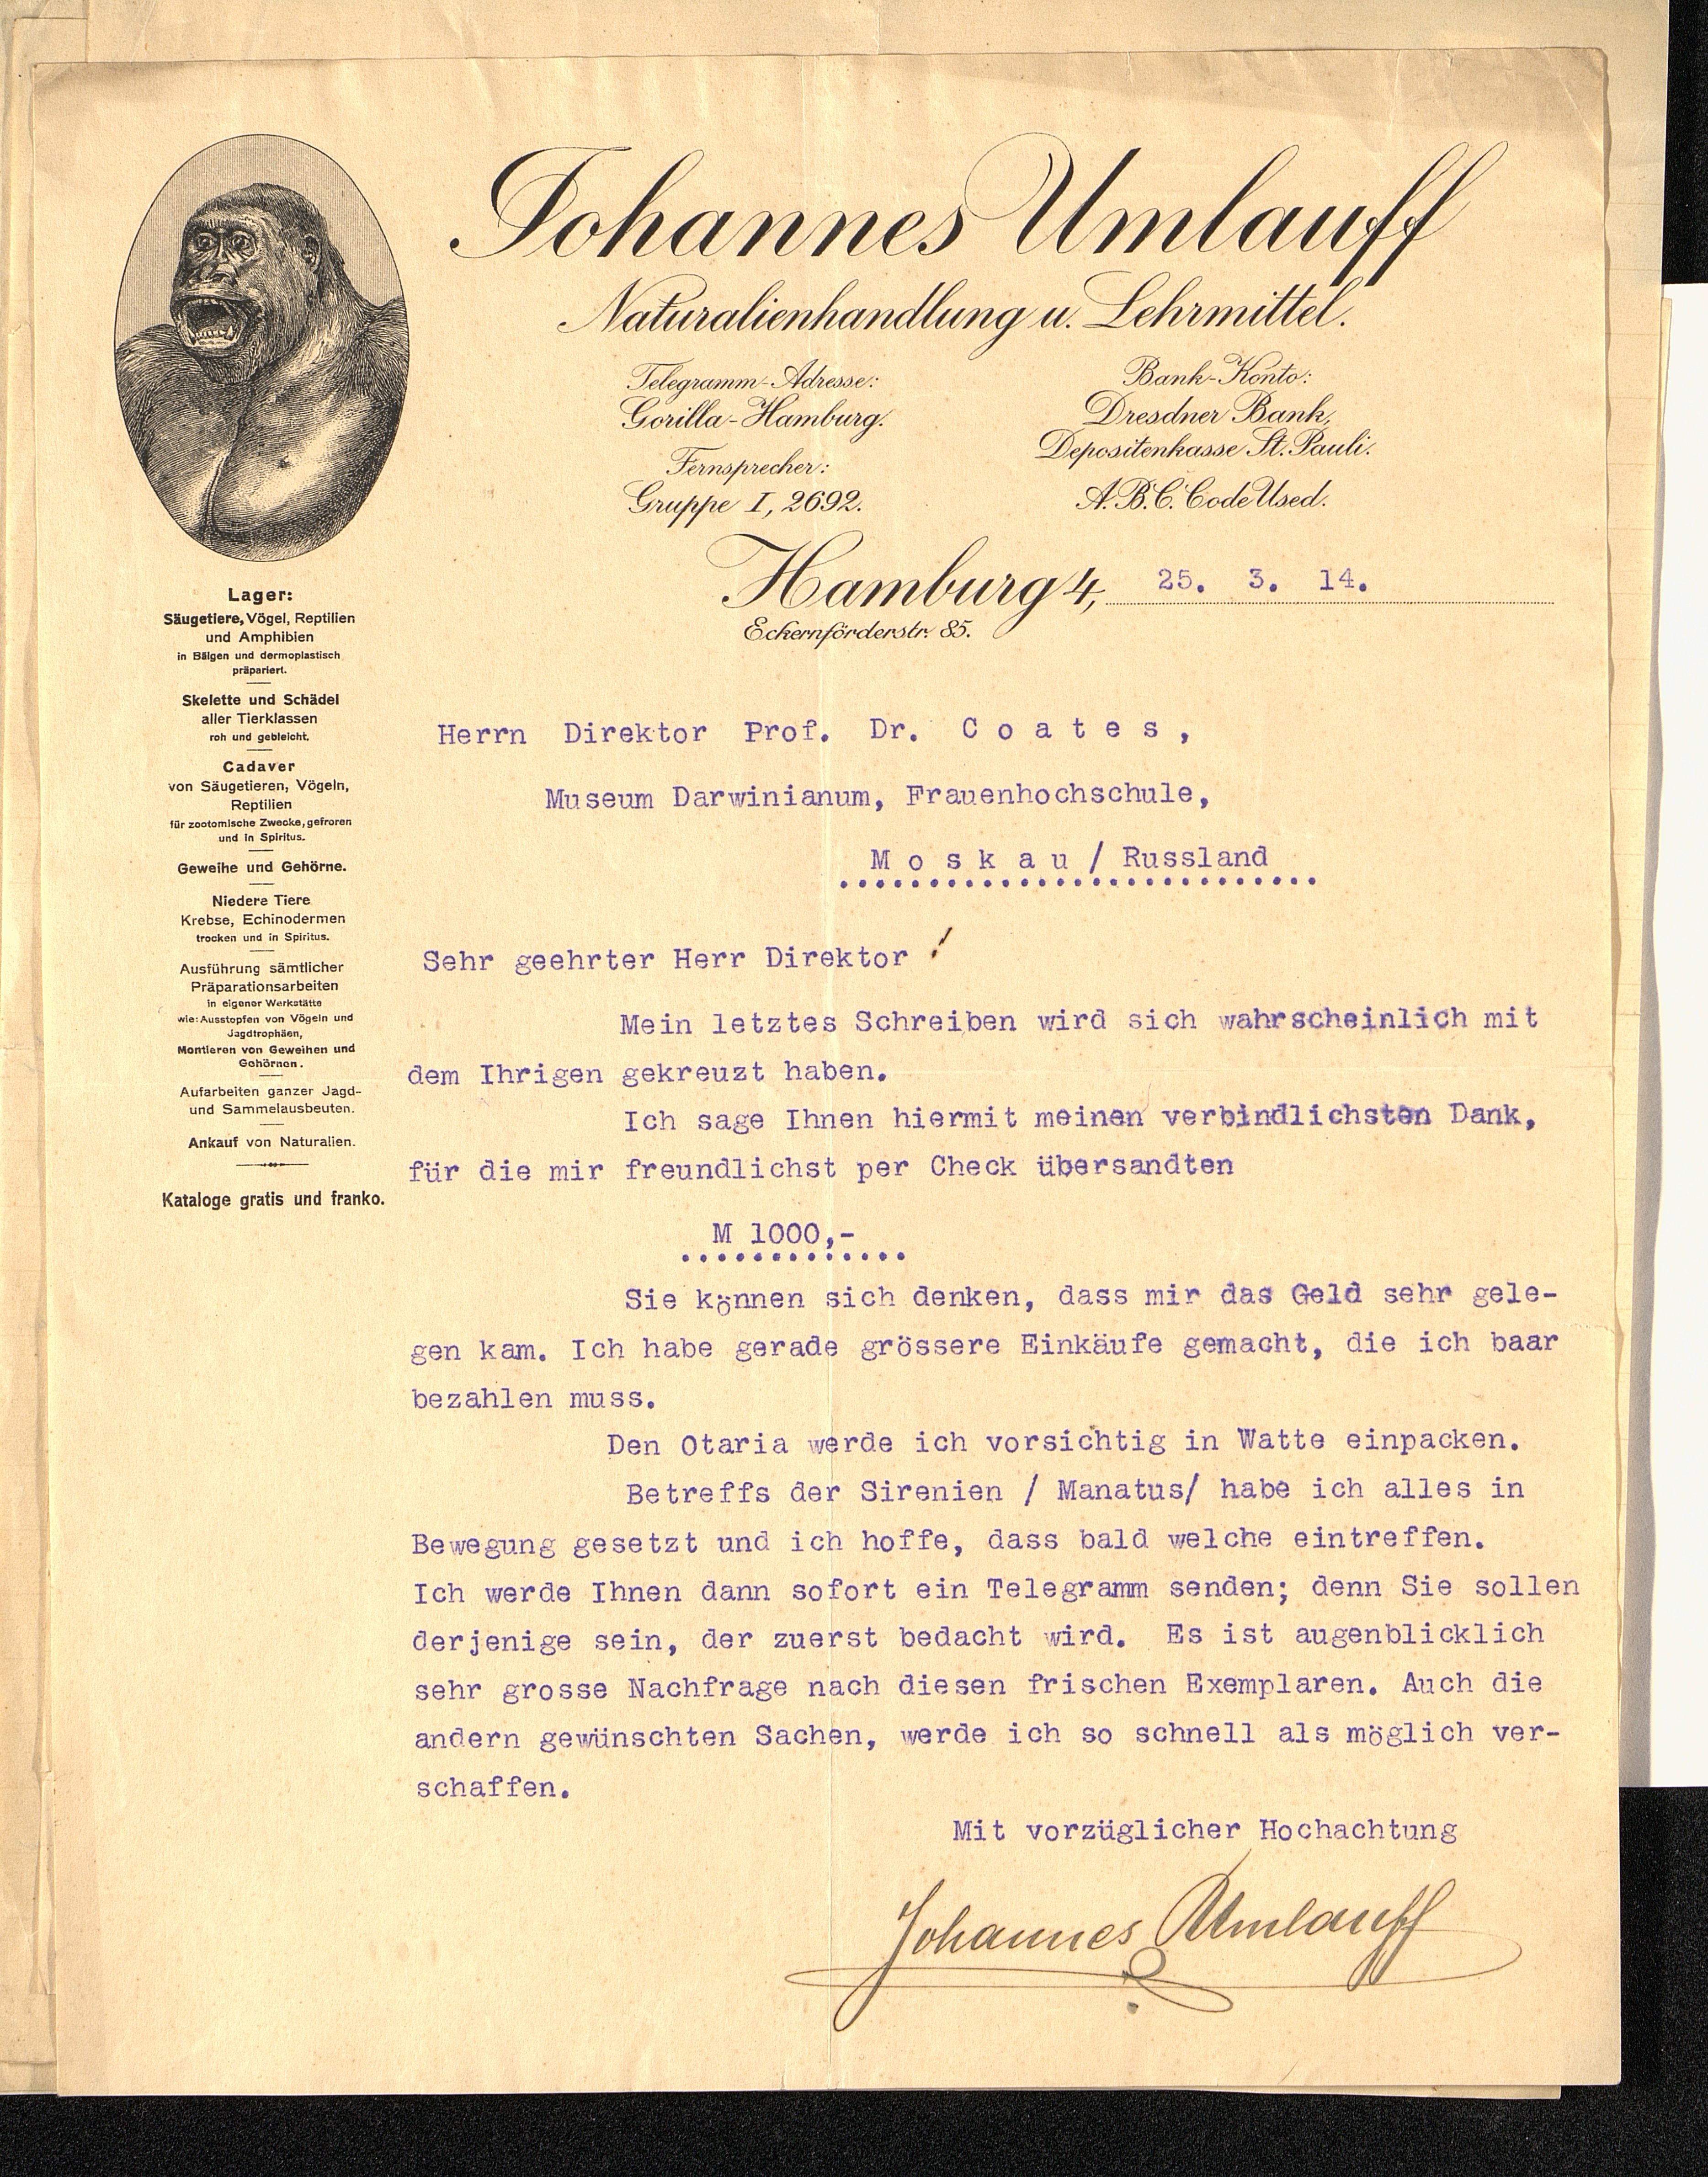 Johannes Umlauff
Naturalienhandlung u. Lehrmittel.
Telegramm-Adresse:
Gorilla-Hamburg.
Fernsprecher:
Gruppe I, 2692.
Bank-Konto:
Dresdner Bank,
Depositenkasse St. Pauli.
A.B.C. Code Used.
Hamburg 4, 25. 3. 14.
Eckernförderstr. 85.
Lager:
Säugetiere, Vögel, Reptilien
und Amphibien
in Bälgen und dermoplastisch
präpariert.
Skelette und Schädel
aller Tierklassen
roh und gebleicht.
Cadaver
von Säugetieren, Vögeln,
Reptilien
für zootomische Zwecke, gefroren
und in Spiritus.
Geweihe und Gehörne.
Niedere Tiere
Krebse, Echinodermen
trocken und in Spiritus.
Ausführung sämtlicher
Präparationsarbeiten
in eigener Werkstätte
wie: Ausstopfen von Vögeln und
Jagdtrophäen,
Montieren von Geweihen und
Gehörnen.
Aufarbeiten ganzer Jagd-
und Sammelausbeuten.
Ankauf von Naturalien.
Kataloge gratis und franko.
Herrn Direktor Prof. Dr. C o a t e s ,
Museum Darwinianum, Frauenhochschule,
M o s k a u / Russland
Sehr geehrter Herr Direktor !
Mein letztes Schreiben wird sich wahrscheinlich mit
dem Ihrigen gekreuzt haben.
Ich sage Ihnen hiermit meinen verbindlichsten Dank,
für die mir freundlichst per Check übersandten
M 1000,-
Sie können sich denken, dass mir das Geld sehr gele-
gen kam. Ich habe gerade grössere Einkäufe gemacht, die ich baar
bezahlen muss.
Den Otaria werde ich vorsichtig in Watte einpacken.
Betreffs der Sirenien / Manatus/ habe ich alles in
Bewegung gesetzt und ich hoffe, dass bald welche eintreffen.
Ich werde Ihnen dann sofort ein Telegramm senden; denn Sie sollen
derjenige sein, der zuerst bedacht wird. Es ist augenblicklich
sehr grosse Nachfrage nach diesen frischen Exemplaren. Auch die
andern gewünschten Sachen, werde ich so schnell als möglich ver-
schaffen.
Mit vorzüglicher Hochachtung
Johannes Umlauff